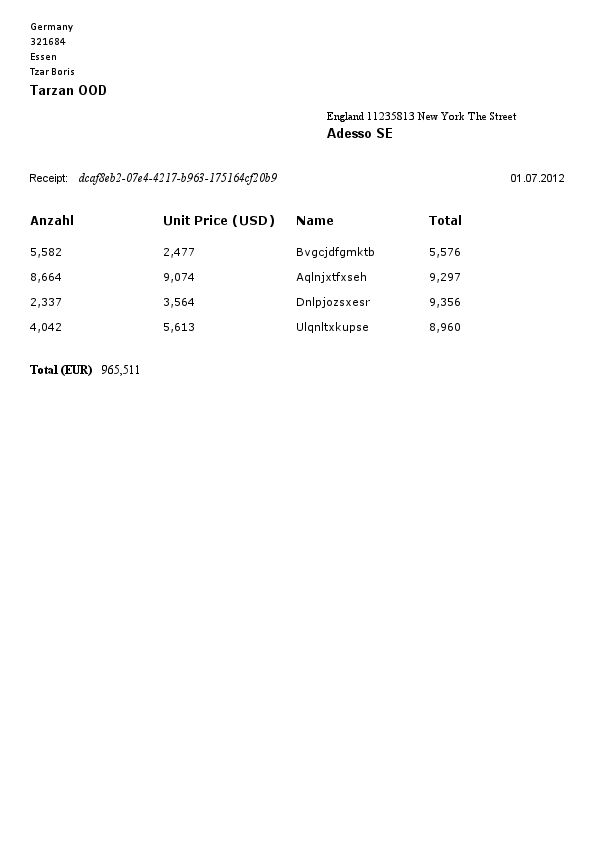 Germany
321684
Essen
Tzar Boris
Tarzan OOD
England 11235813 New York The Street
Adesso SE
Receipt: dcaf8eb2-07e4-4217-b963-175164cf20b9 01.07.2012
Anzahl Unit Price (USD) Name Total
5,582 2,477 Bvgcjdfgmktb 5,576
8,664 9,074 Aqlnjxtfxseh 9,297
2,337 3,564 Dnlpjozsxesr 9,356
4,042 5,613 Ulqnltxkupse 8,960
Total (EUR) 965,511